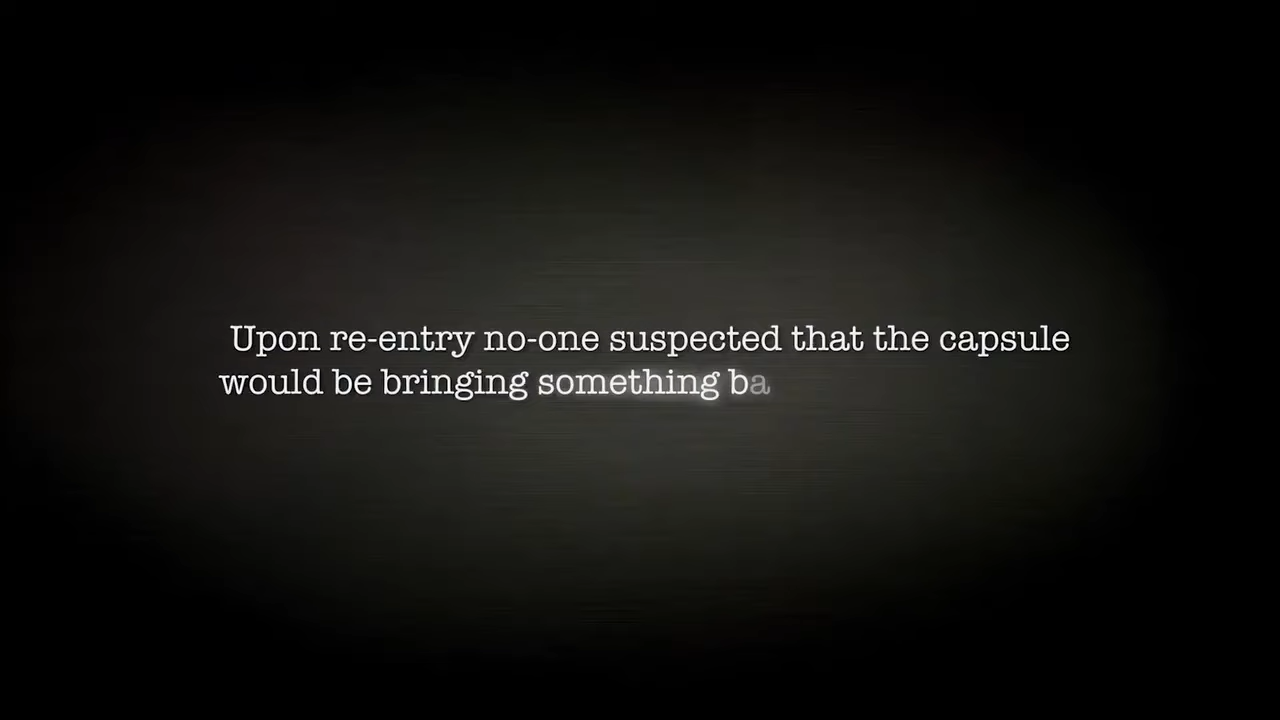 Upon re-entry no-one suspected that the capsule
would be bringing something ba